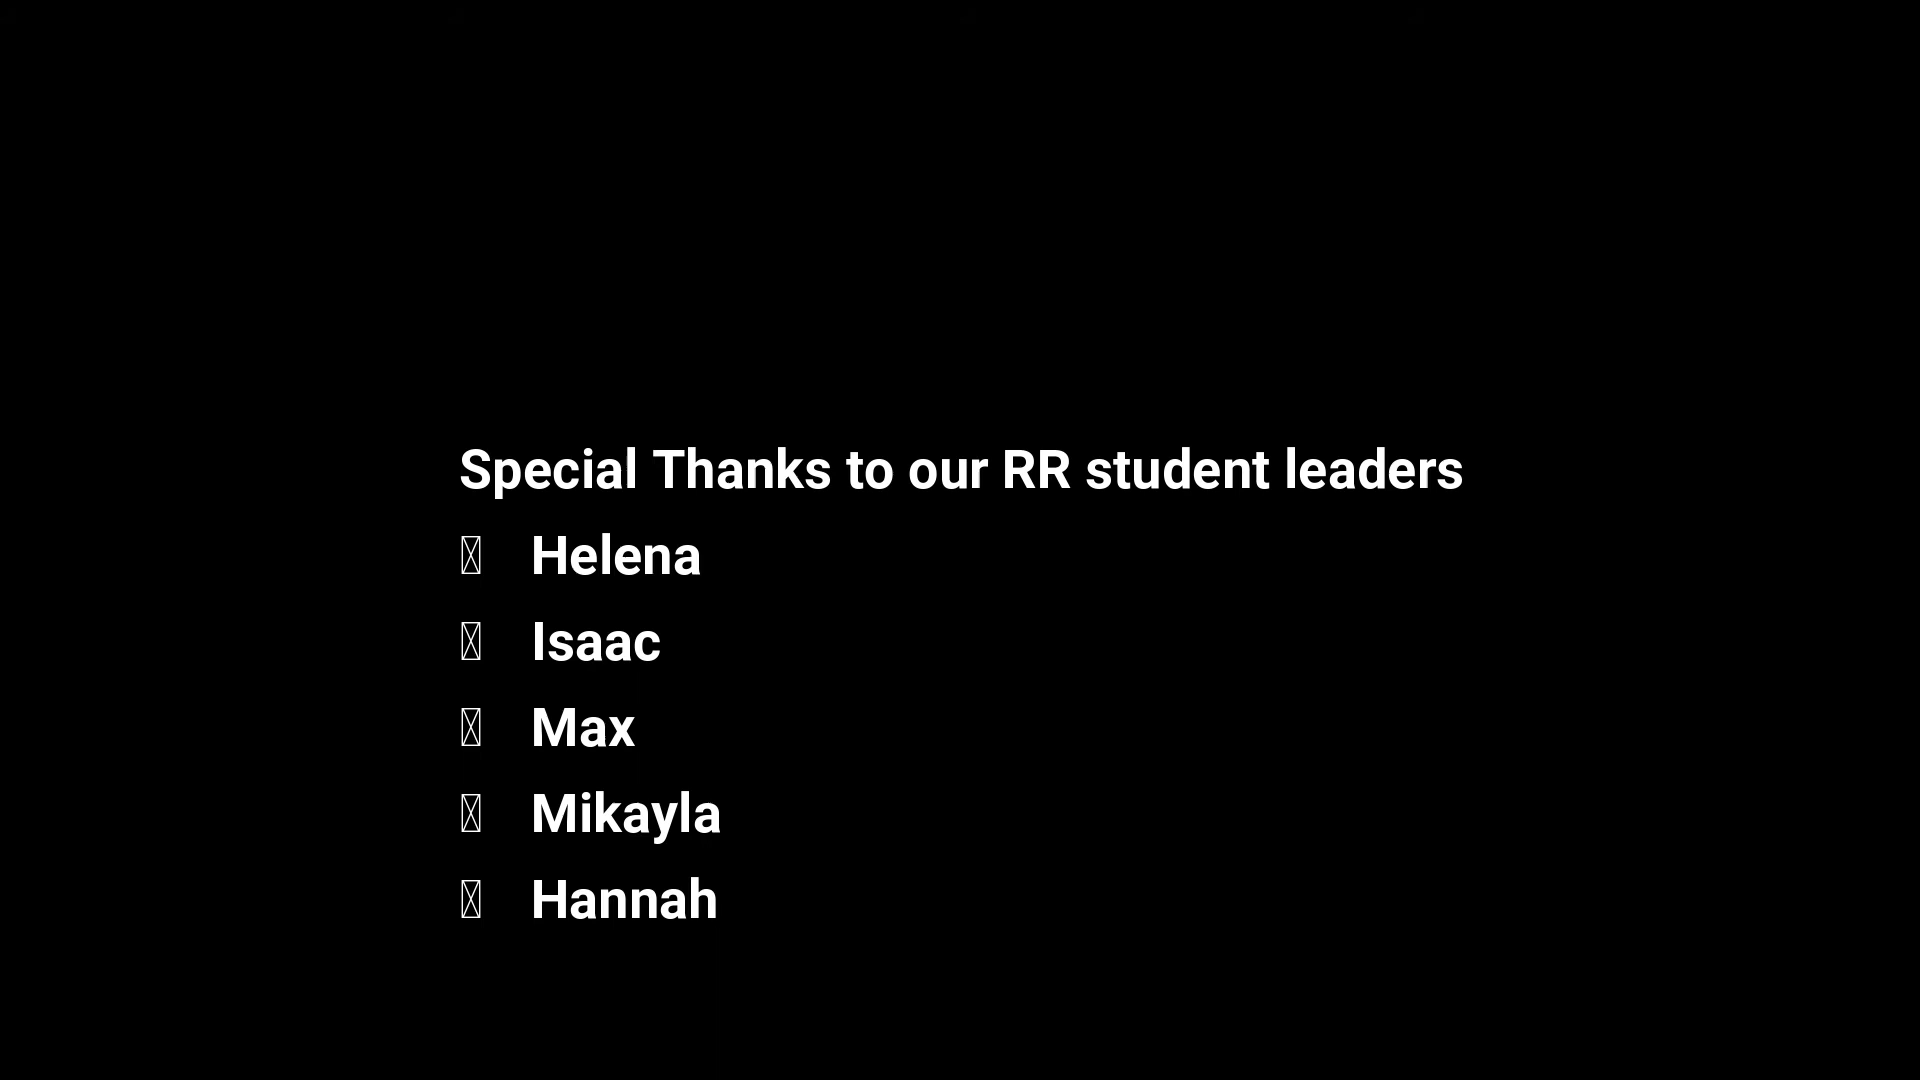 Special Thanks to our RR student leaders
Helena
Isaac
Max
Mikayla
Hannah